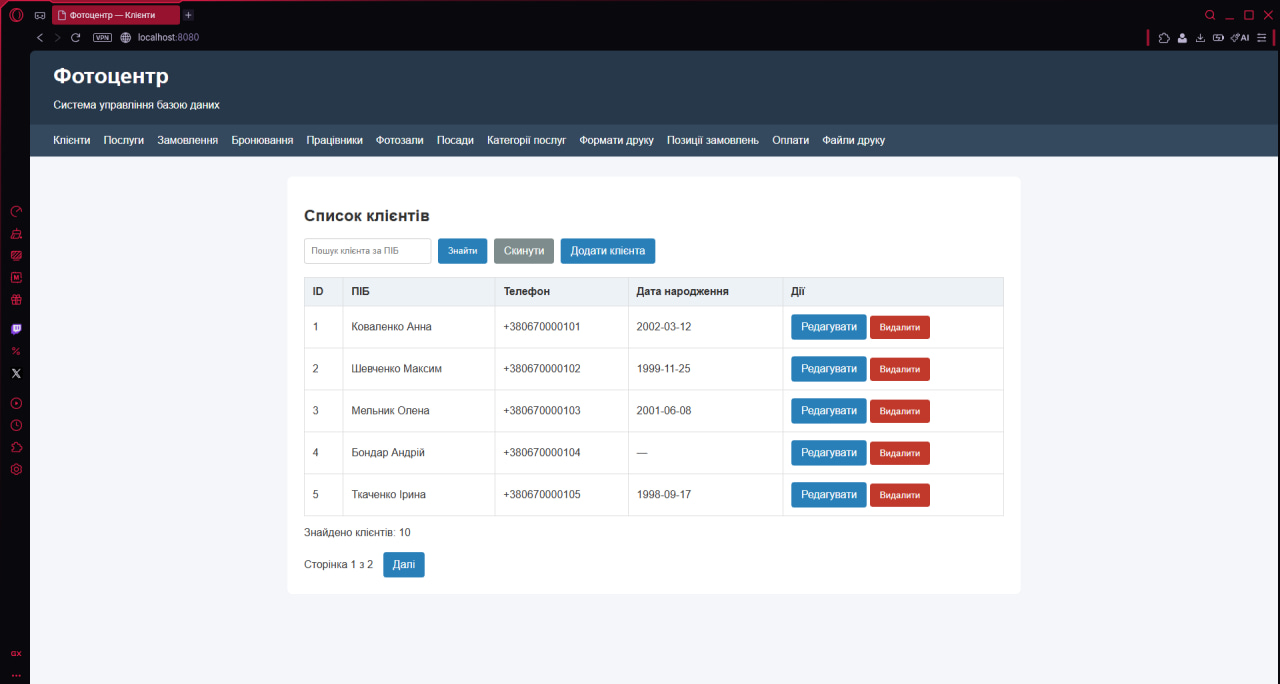 Фотоцентр — Клієнти
VPN localhost:8080 AI
Фотоцентр
Система управління базою даних
Клієнти Послуги Замовлення Бронювання Працівники Фотозали Посади Категорії послуг Формати друку Позиції замовлень Оплати Файли друку
Список клієнтів
Пошук клієнта за ПІБ Знайти Скинути Додати клієнта
ID ПІБ Телефон Дата народження Дії
1 Коваленко Анна +380670000101 2002-03-12 Редагувати Видалити
2 Шевченко Максим +380670000102 1999-11-25 Редагувати Видалити
3 Мельник Олена +380670000103 2001-06-08 Редагувати Видалити
4 Бондар Андрій +380670000104 — Редагувати Видалити
5 Ткаченко Ірина +380670000105 1998-09-17 Редагувати Видалити
Знайдено клієнтів: 10
Сторінка 1 з 2 Далі
GX